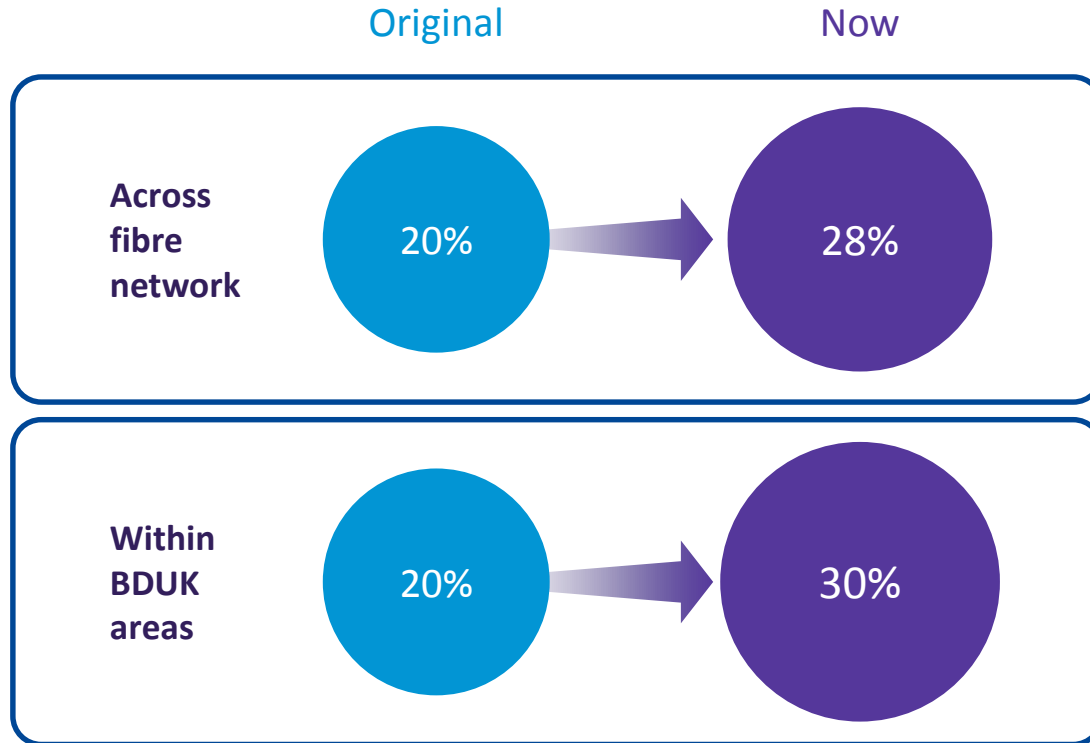 Original
Now
Across
fibre
network
20%
28%
Within
BDUK
areas
20%
30%